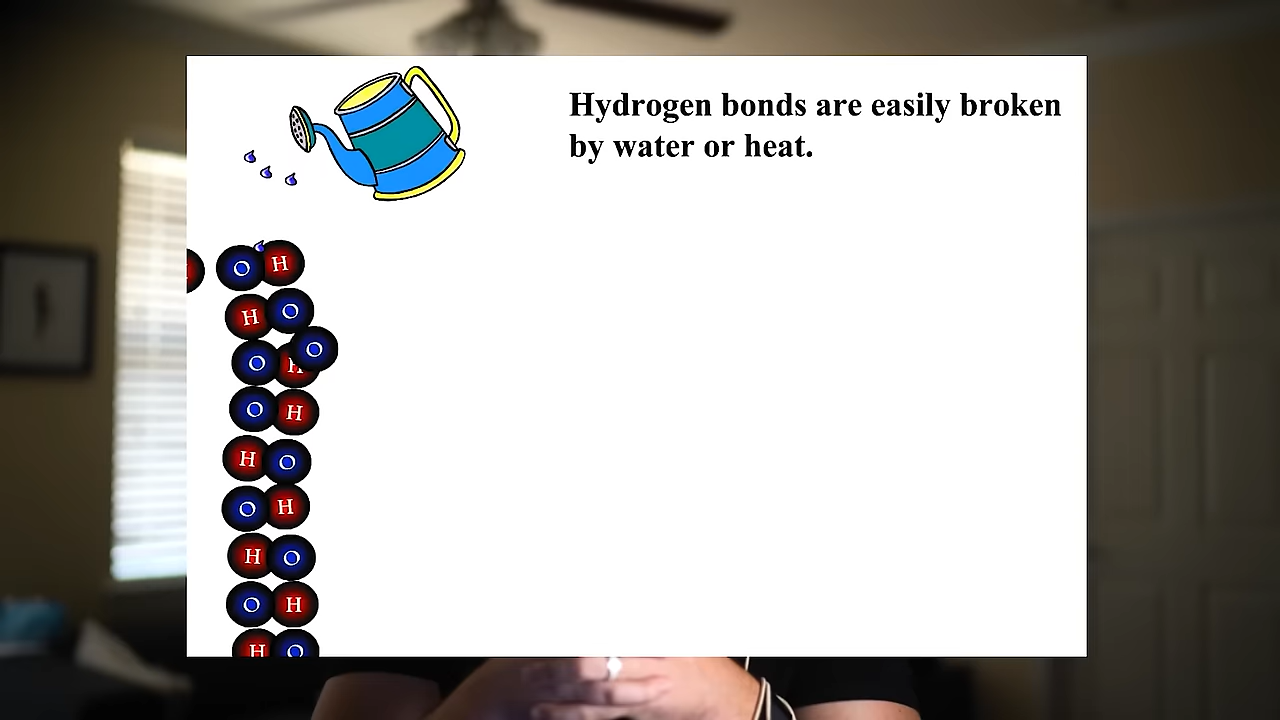 Hydrogen bonds are easily broken
by water or heat.
O H
H O
O H O
O H
H O
O H
H O
O H
H O